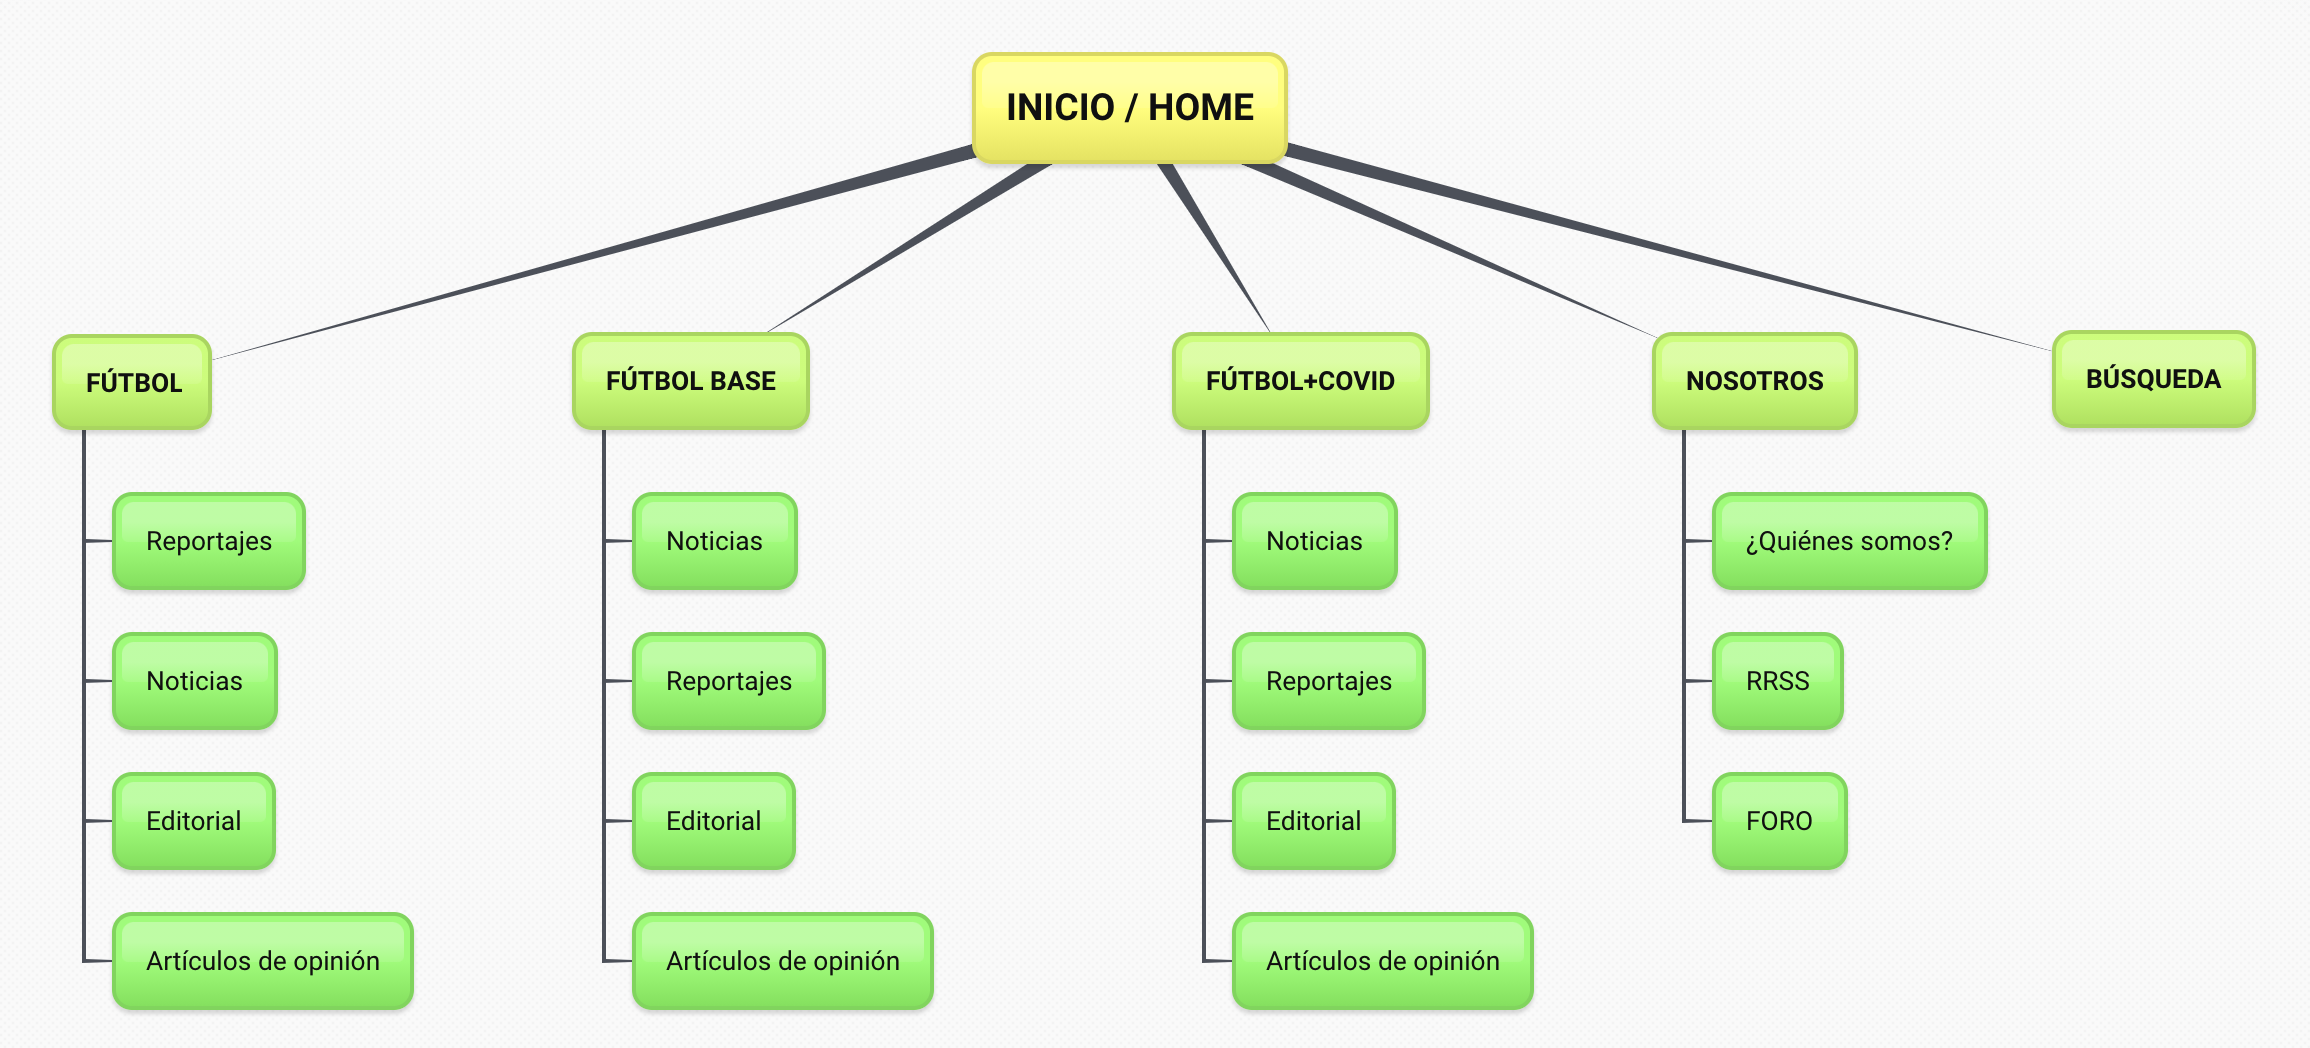 INICIO / HOME
FÚTBOL
Reportajes
Noticias
Editorial
Artículos de opinión
FÚTBOL BASE
Noticias
Reportajes
Editorial
Artículos de opinión
FÚTBOL+COVID
Noticias
Reportajes
Editorial
Artículos de opinión
NOSOTROS
¿Quiénes somos?
RRSS
FORO
BÚSQUEDA